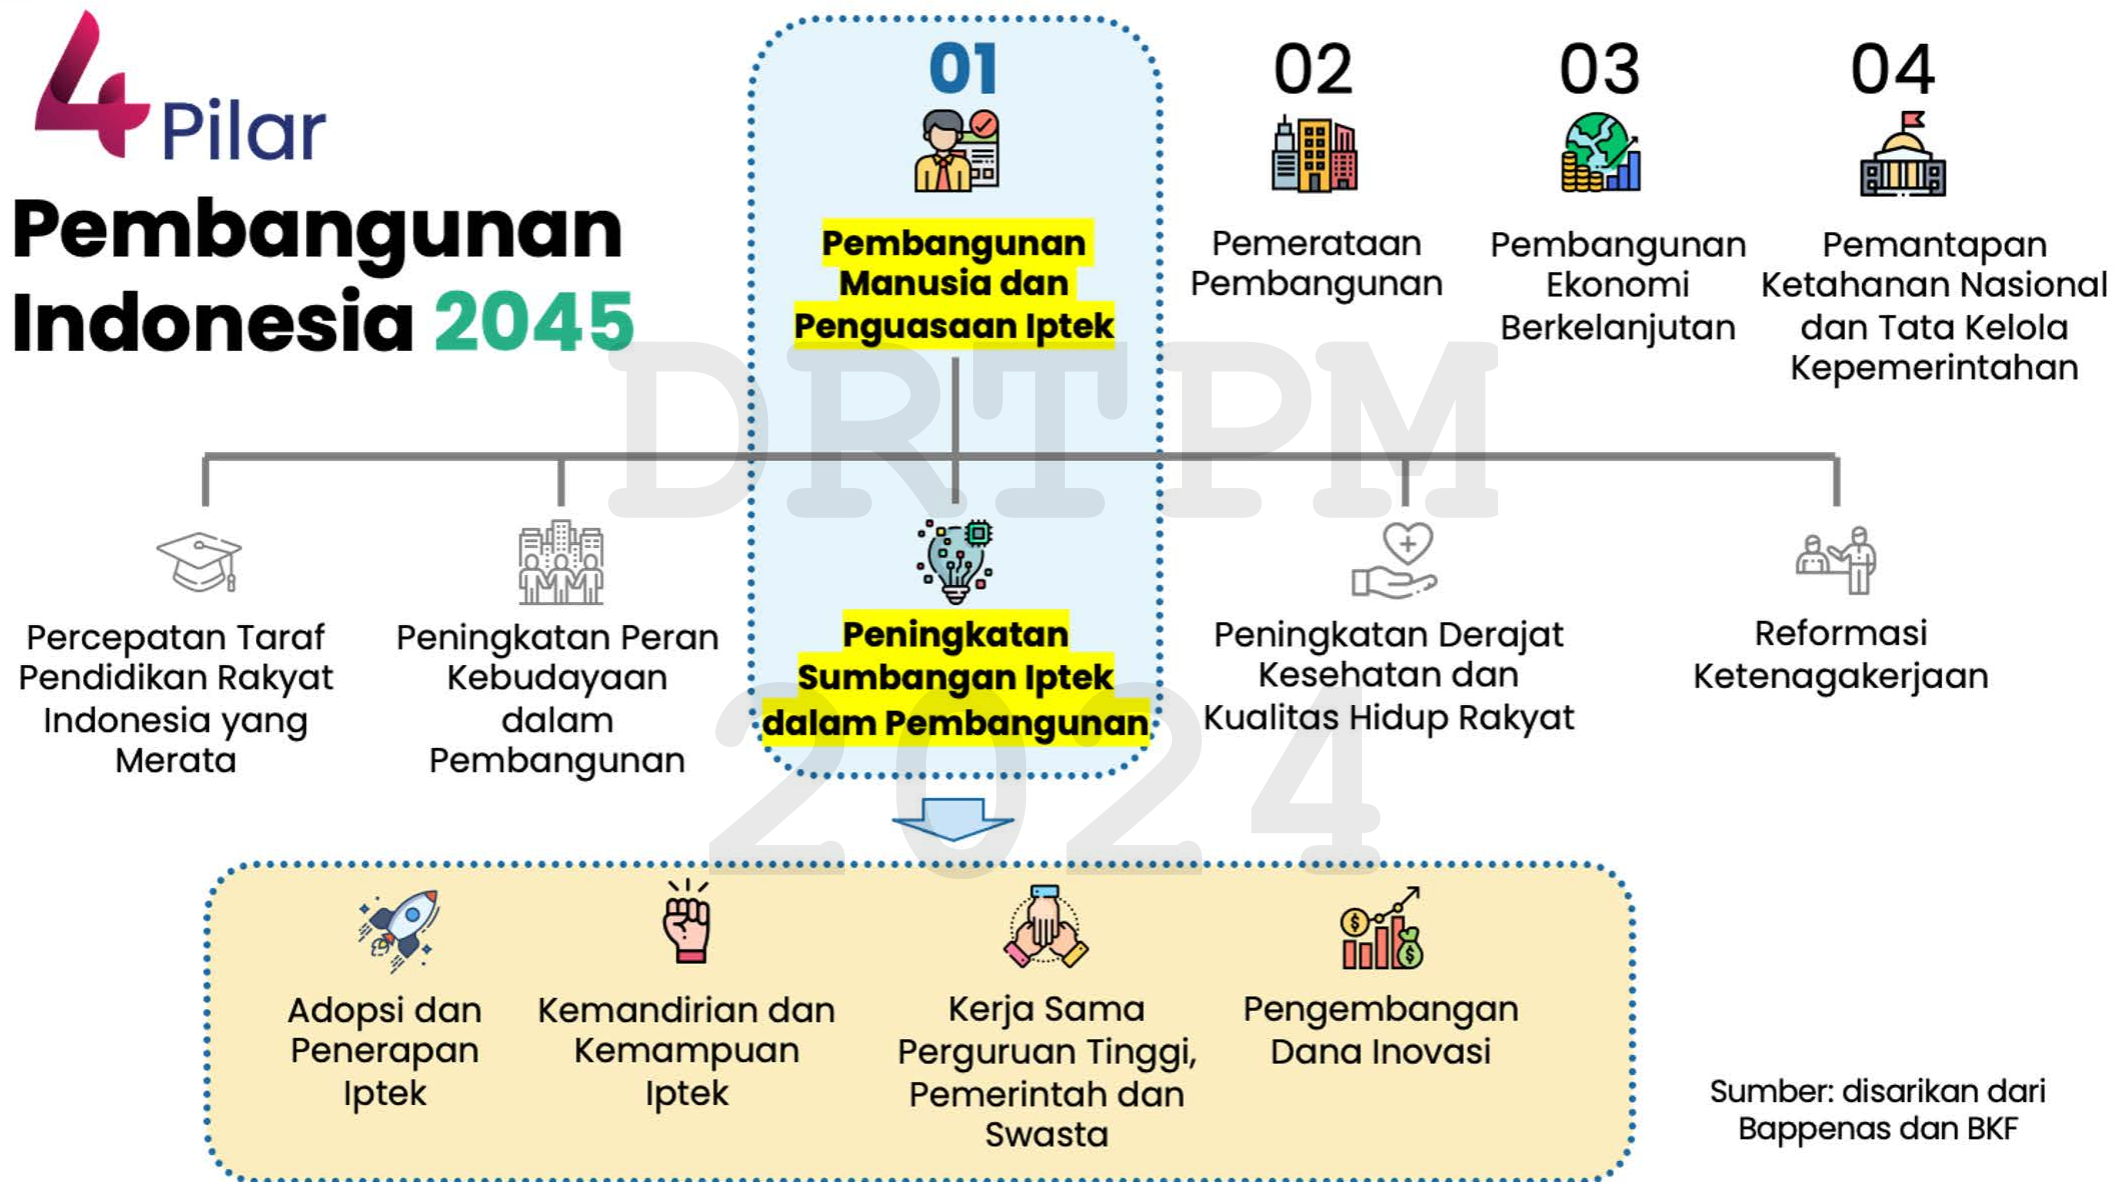 4 Pilar
Pembangunan
Indonesia 2045
01
Pembangunan
Manusia dan
Penguasaan Iptek
02
Pemerataan
Pembangunan
03
Pembangunan
Ekonomi
Berkelanjutan
04
Pemantapan
Ketahanan Nasional
dan Tata Kelola
Kepemerintahan
DRTPM
2024
Percepatan Taraf
Pendidikan Rakyat
Indonesia yang
Merata
Peningkatan Peran
Kebudayaan
dalam
Pembangunan
Peningkatan
Sumbangan Iptek
dalam Pembangunan
Peningkatan Derajat
Kesehatan dan
Kualitas Hidup Rakyat
Reformasi
Ketenagakerjaan
Adopsi dan
Penerapan
Iptek
Kemandirian dan
Kemampuan
Iptek
Kerja Sama
Perguruan Tinggi,
Pemerintah dan
Swasta
Pengembangan
Dana Inovasi
Sumber: disarikan dari
Bappenas dan BKF